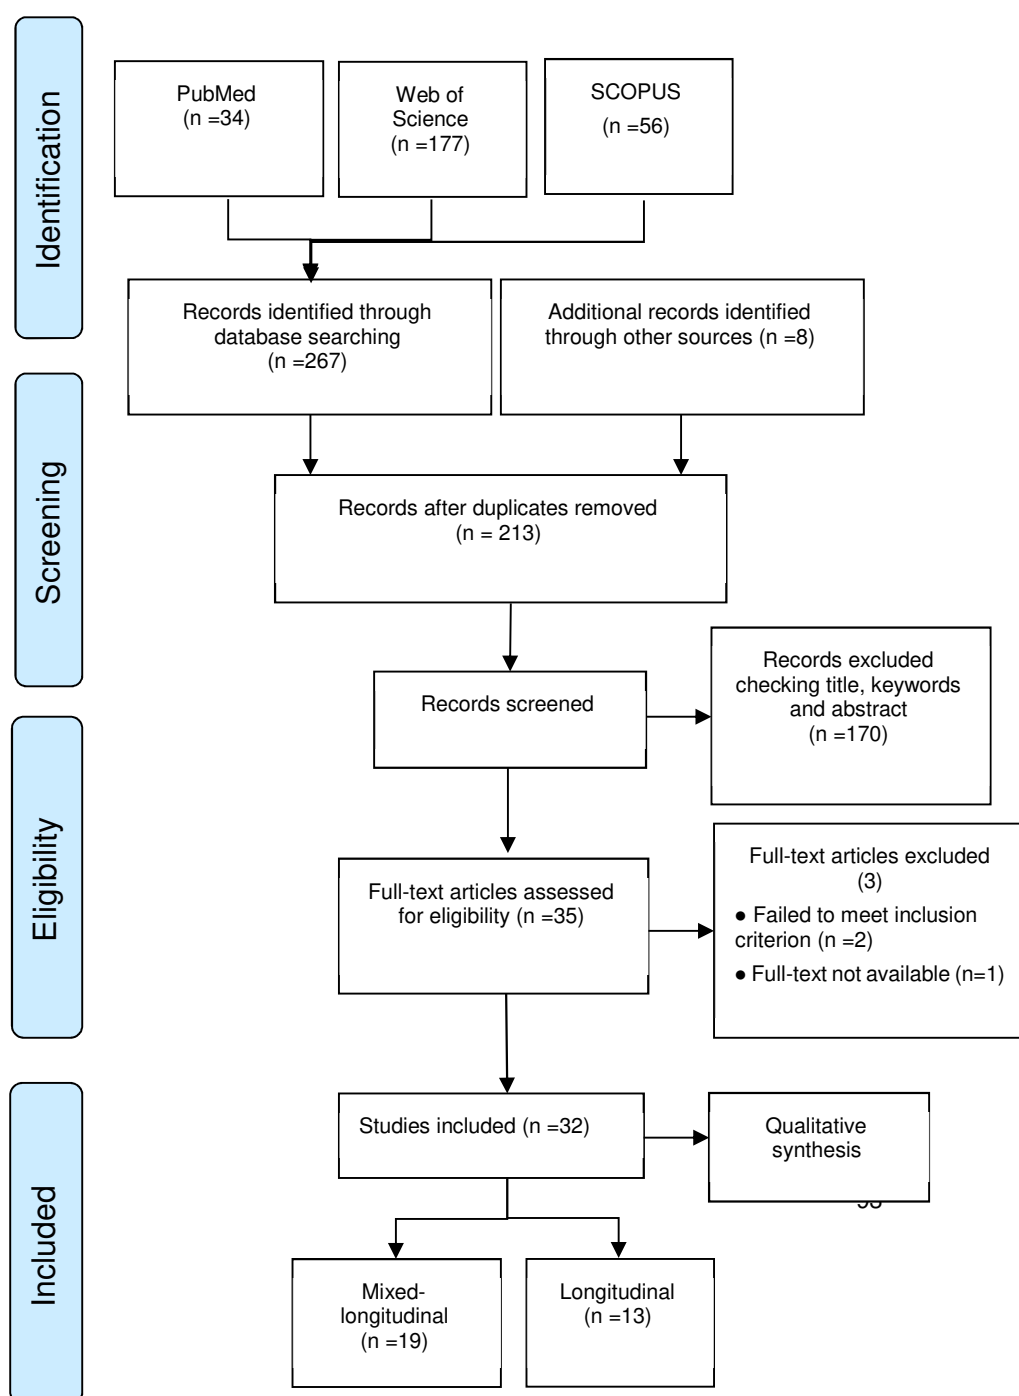 Identification
PubMed
(n =34)
Web of
Science
(n =177)
SCOPUS
(n =56)
Records identified through
database searching
(n =267)
Additional records identified
through other sources (n =8)
Screening
Records after duplicates removed
(n = 213)
Records screened
Records excluded
checking title, keywords
and abstract
(n =170)
Eligibility
Full-text articles assessed
for eligibility (n =35)
Full-text articles excluded
(3)
● Failed to meet inclusion
criterion (n =2)
● Full-text not available (n=1)
Included
Studies included (n =32)
Qualitative
synthesis
Mixed-
longitudinal
(n =19)
Longitudinal
(n =13)